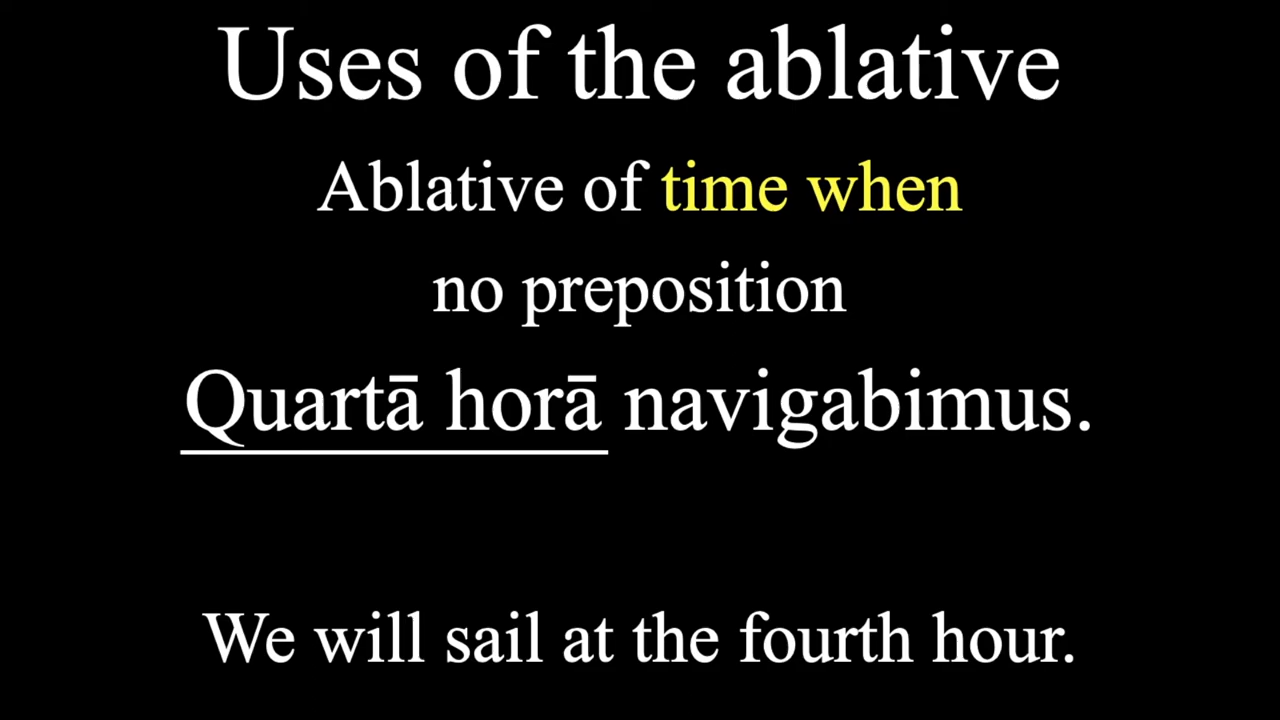 Uses of the ablative
Ablative of time when
no preposition
Quartā horā navigabimus.
We will sail at the fourth hour.